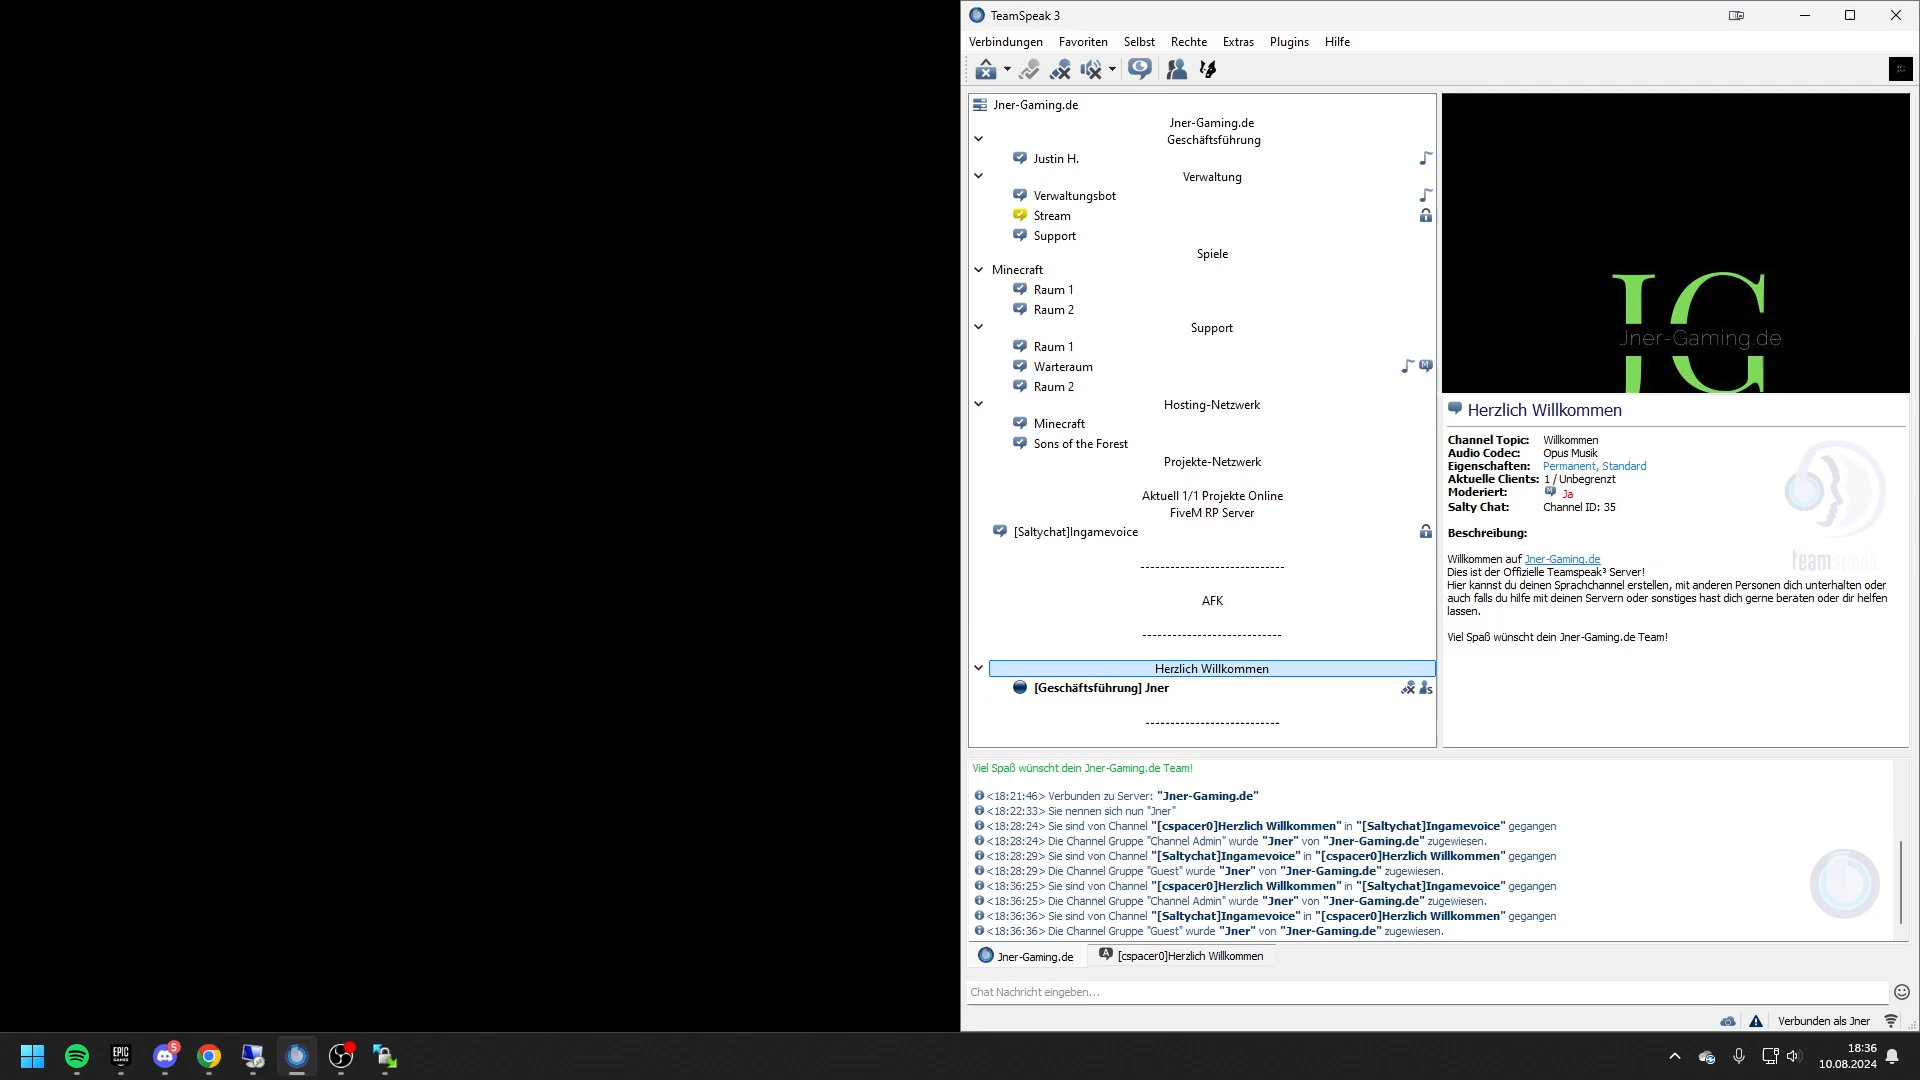 TeamSpeak 3
Verbindungen Favoriten Selbst Rechte Extras Plugins Hilfe
Jner-Gaming.de
Jner-Gaming.de
Geschäftsführung
Justin H.
Verwaltung
Verwaltungsbot
Stream
Support
Spiele
Minecraft
Raum 1
Raum 2
Support
Raum 1
Warteraum
Raum 2
Hosting-Netzwerk
Minecraft
Sons of the Forest
Projekte-Netzwerk
Aktuell 1/1 Projekte Online
FiveM RP Server
[Saltychat]Ingamevoice
----------------------------
AFK
---------------------------
Herzlich Willkommen
[Geschäftsführung] Jner
--------------------------
JG
Jner-Gaming.de
Herzlich Willkommen
Channel Topic: Willkommen
Audio Codec: Opus Musik
Eigenschaften: Permanent, Standard
Aktuelle Clients: 1 / Unbegrenzt
Moderiert: Ja
Salty Chat: Channel ID: 35
Beschreibung:
teamspeak
Willkommen auf Jner-Gaming.de
Dies ist der Offizielle Teamspeak³ Server!
Hier kannst du deinen Sprachchannel erstellen, mit anderen Personen dich unterhalten oder
auch falls du hilfe mit deinen Servern oder sonstiges hast dich gerne beraten oder dir helfen
lassen.
Viel Spaß wünscht dein Jner-Gaming.de Team!
Viel Spaß wünscht dein Jner-Gaming.de Team!
<18:21:46> Verbunden zu Server: "Jner-Gaming.de"
<18:22:33> Sie nennen sich nun "Jner"
<18:28:24> Sie sind von Channel "[cspacer0]Herzlich Willkommen" in "[Saltychat]Ingamevoice" gegangen
<18:28:24> Die Channel Gruppe "Channel Admin" wurde "Jner" von "Jner-Gaming.de" zugewiesen.
<18:28:29> Sie sind von Channel "[Saltychat]Ingamevoice" in "[cspacer0]Herzlich Willkommen" gegangen
<18:28:29> Die Channel Gruppe "Guest" wurde "Jner" von "Jner-Gaming.de" zugewiesen.
<18:36:25> Sie sind von Channel "[cspacer0]Herzlich Willkommen" in "[Saltychat]Ingamevoice" gegangen
<18:36:25> Die Channel Gruppe "Channel Admin" wurde "Jner" von "Jner-Gaming.de" zugewiesen.
<18:36:36> Sie sind von Channel "[Saltychat]Ingamevoice" in "[cspacer0]Herzlich Willkommen" gegangen
<18:36:36> Die Channel Gruppe "Guest" wurde "Jner" von "Jner-Gaming.de" zugewiesen.
Jner-Gaming.de [cspacer0]Herzlich Willkommen
Chat Nachricht eingeben...
Verbunden als Jner
EPIC GAMES 5
18:36
10.08.2024